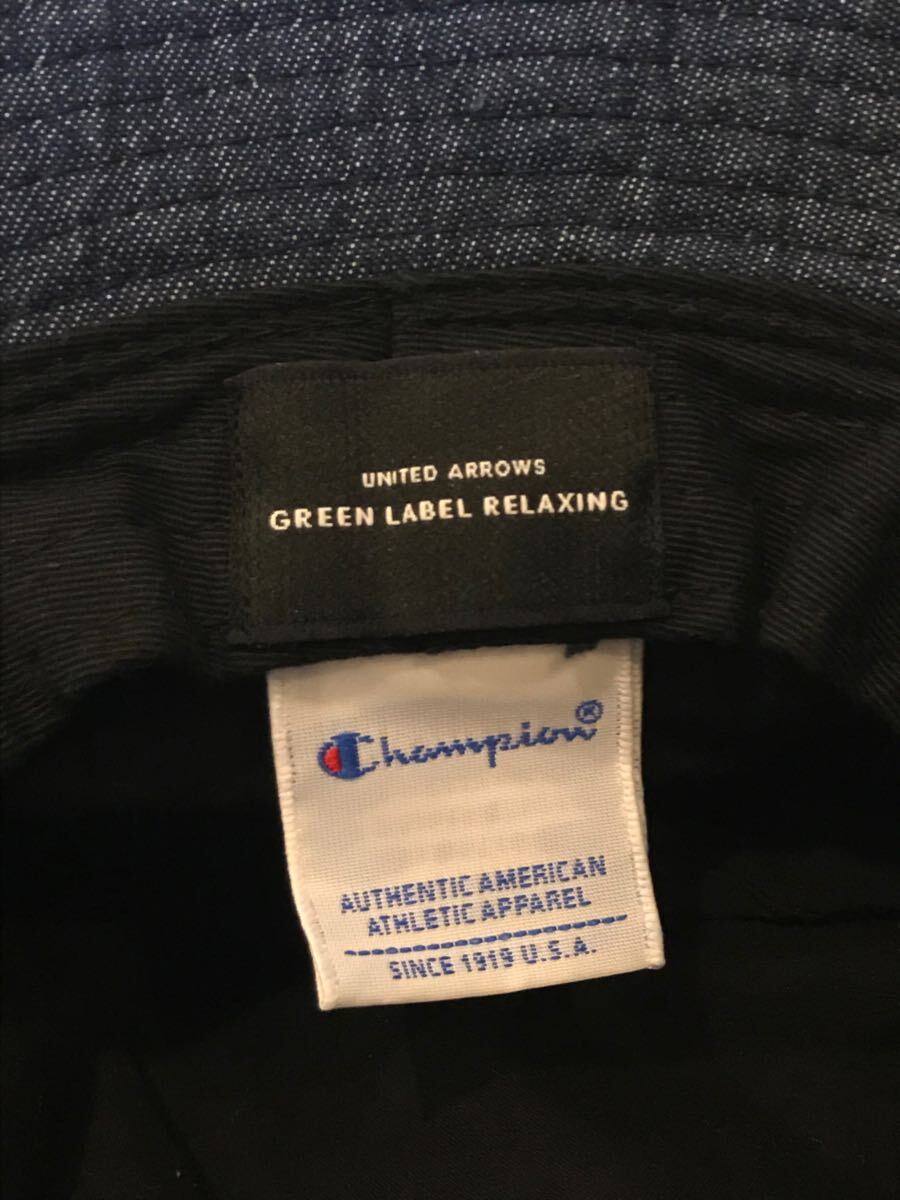 UNITED ARROWS
GREEN LABEL RELAXING
Champion®
AUTHENTIC AMERICAN
ATHLETIC APPAREL
SINCE 1919 U.S.A.